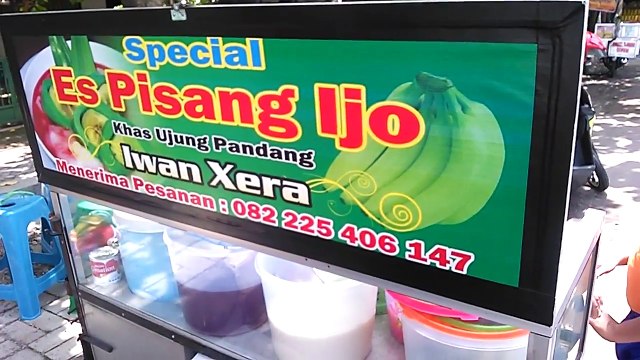 Special
Es Pisang Ijo
Khas Ujung Pandang
Iwan Xera
Menerima Pesanan : 082 225 406 147